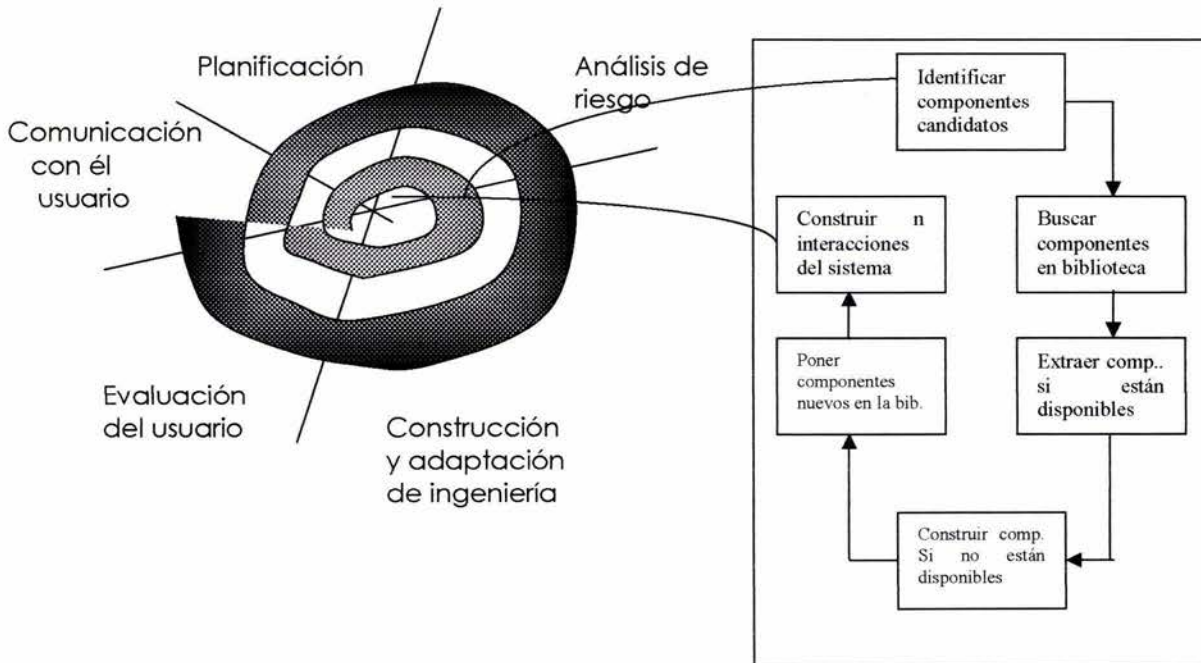 Planificación
Análisis de
riesgo
Comunicación
con él
usuario
Evaluación
del usuario
Construcción
y adaptación
de ingeniería
Identificar
componentes
candidatos
Buscar
componentes
en biblioteca
Extraer comp..
si están
disponibles
Construir comp.
Si no están
disponibles
Poner
componentes
nuevos en la bib.
Construir n
interacciones
del sistema